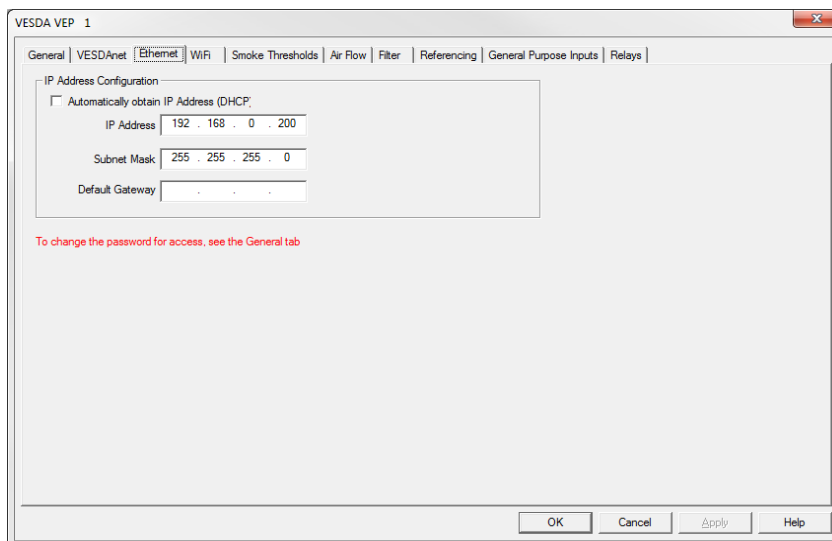 VESDA VEP 1
General VESDAnet Ethernet WiFi Smoke Thresholds Air Flow Filter Referencing General Purpose Inputs Relays
IP Address Configuration
Automatically obtain IP Address (DHCP)
IP Address 192 . 168 . 0 . 200
Subnet Mask 255 . 255 . 255 . 0
Default Gateway . . .
To change the password for access, see the General tab
OK Cancel Apply Help